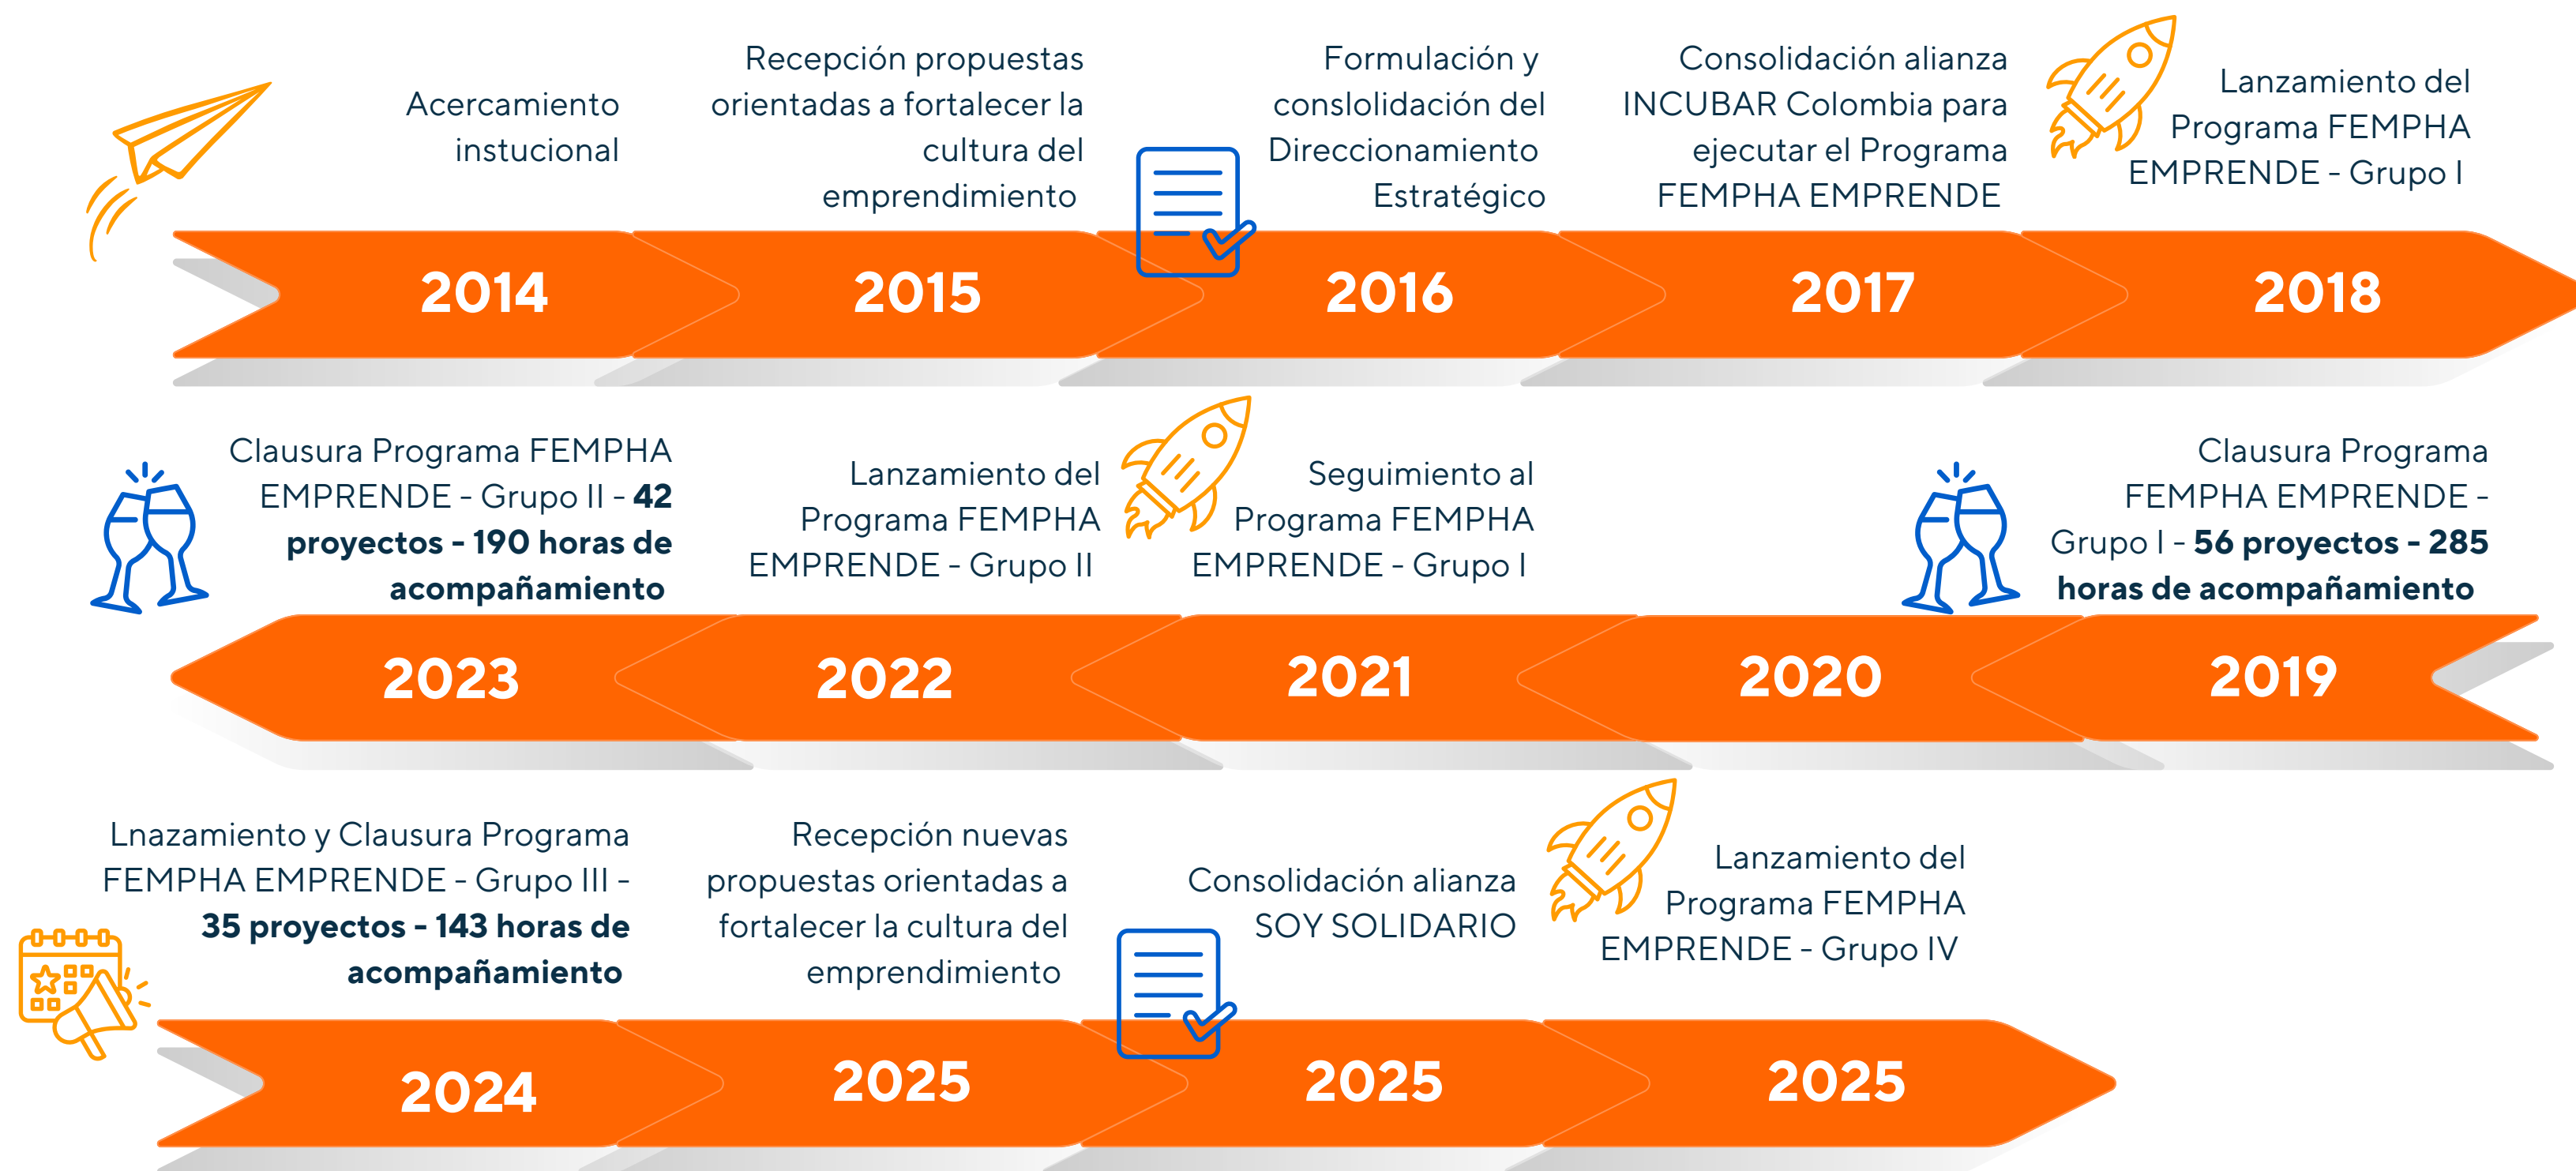 Acercamiento
instucional
2014
Recepción propuestas
orientadas a fortalecer la
cultura del
emprendimiento
2015
Formulación y
conslolidación del
Direccionamiento
Estratégico
2016
Consolidación alianza
INCUBAR Colombia para
ejecutar el Programa
FEMPHA EMPRENDE
2017
Lanzamiento del
Programa FEMPHA
EMPRENDE - Grupo I
2018
Clausura Programa
FEMPHA EMPRENDE -
Grupo I - 56 proyectos - 285
horas de acompañamiento
2019
2020
Seguimiento al
Programa FEMPHA
EMPRENDE - Grupo I
2021
Lanzamiento del
Programa FEMPHA
EMPRENDE - Grupo II
2022
Clausura Programa FEMPHA
EMPRENDE - Grupo II - 42
proyectos - 190 horas de
acompañamiento
2023
Lnazamiento y Clausura Programa
FEMPHA EMPRENDE - Grupo III -
35 proyectos - 143 horas de
acompañamiento
2024
Recepción nuevas
propuestas orientadas a
fortalecer la cultura del
emprendimiento
2025
Consolidación alianza
SOY SOLIDARIO
2025
Lanzamiento del
Programa FEMPHA
EMPRENDE - Grupo IV
2025